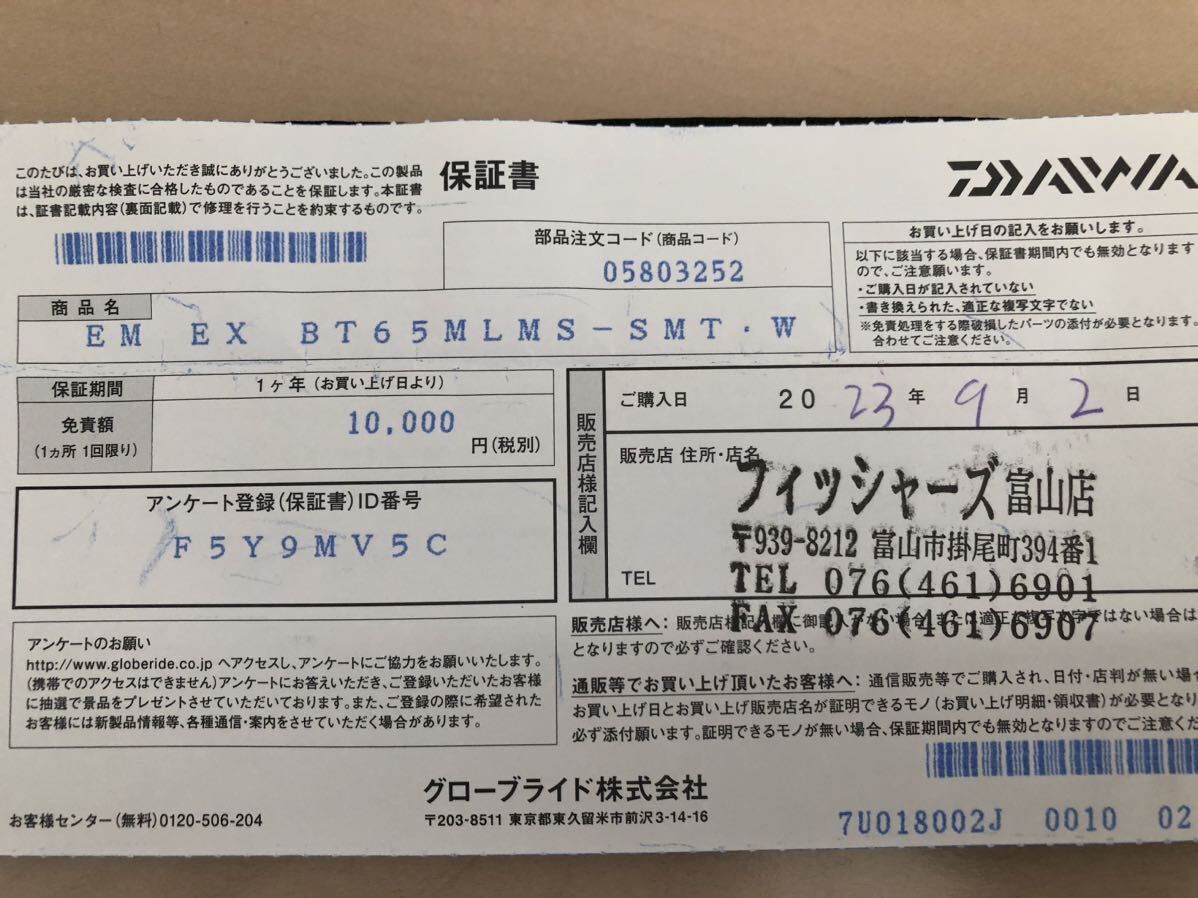 このたびは、お買い上げいただき誠にありがとうございました。この製品
は当社の厳密な検査に合格したものであることを保証します。本証書
は、証書記載内容(裏面記載)で修理を行うことを約束するものです。
保証書
DAIWA
部品注文コード(商品コード)
05803252
お買い上げ日の記入をお願いします。
以下に該当する場合、保証書期間内でも無効となります
ので、ご注意願います。
・ご購入日が記入されていない
・書き換えられた、適正な複写文字でない
※免責処理をする際破損したパーツの添付が必要となります。
合わせてご注意ください。
商品名
EM EX BT65MLMS-SMT・W
保証期間
1ヶ年(お買い上げ日より)
免責額
(1ヵ所 1回限り)
10,000
円(税別)
アンケート登録(保証書)ID番号
F5Y9MV5C
販売店様記入欄
ご購入日 2023年 9月 2日
販売店 住所・店名
フィッシャーズ富山店
〒939-8212 富山市掛尾町394番1
TEL
TEL 076(461)6901
FAX 076(461)6907
アンケートのお願い
http://www.globeride.co.jp へアクセスし、アンケートにご協力をお願いいたします。
(携帯でのアクセスはできません)アンケートにお答えいただき、ご登録いただいたお客様
に抽選で景品をプレゼントさせていただいております。また、ご登録の際に希望された
お客様には新製品情報等、各種通信・案内をさせていただく場合があります。
販売店様へ: 販売店様記入欄に御記入がない場合、または適正な複写文字ではない場合は
となりますので必ずご確認ください。
通販等でお買い上げ頂いたお客様へ: 通信販売等でご購入され、日付・店判が無い場
お買い上げ日とお買い上げ販売店名が証明できるモノ(お買い上げ明細・領収書)が必要となり
必ず添付願います。証明できるモノが無い場合、保証期間内でも無効となりますのでご注意くだ
お客様センター(無料)0120-506-204
グローブライド株式会社
〒203-8511 東京都東久留米市前沢3-14-16
7U018002J 0010 02